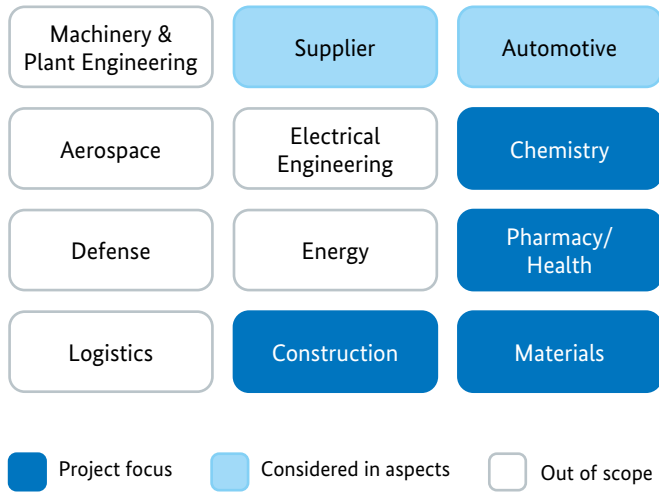 Machinery &
Plant Engineering
Supplier
Automotive
Aerospace
Electrical
Engineering
Chemistry
Defense
Energy
Pharmacy/
Health
Logistics
Construction
Materials
Project focus
Considered in aspects
Out of scope